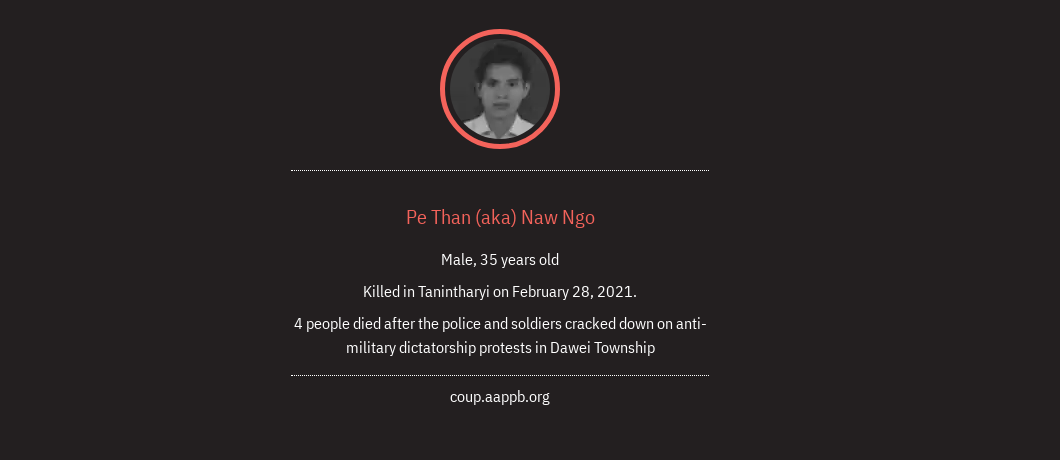 Pe Than (aka) Naw Ngo
Male, 35 years old
Killed in Tanintharyi on February 28, 2021.
4 people died after the police and soldiers cracked down on anti-
military dictatorship protests in Dawei Township
coup.aappb.org